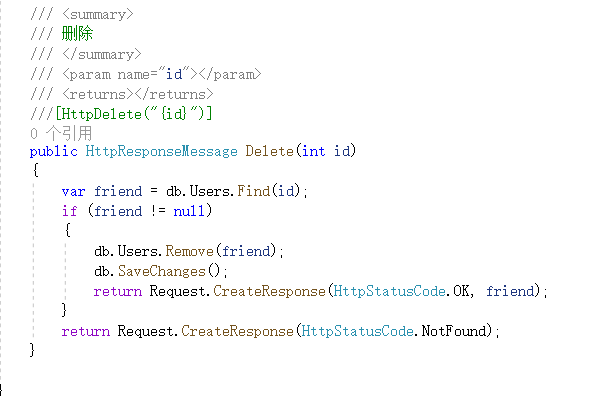 /// <summary>
/// 删除
/// </summary>
/// <param name="id"></param>
/// <returns></returns>
///[HttpDelete("{id}")]
0 个引用
public HttpResponseMessage Delete(int id)
{
var friend = db.Users.Find(id);
if (friend != null)
{
db.Users.Remove(friend);
db.SaveChanges();
return Request.CreateResponse(HttpStatusCode.OK, friend);
}
return Request.CreateResponse(HttpStatusCode.NotFound);
}
}